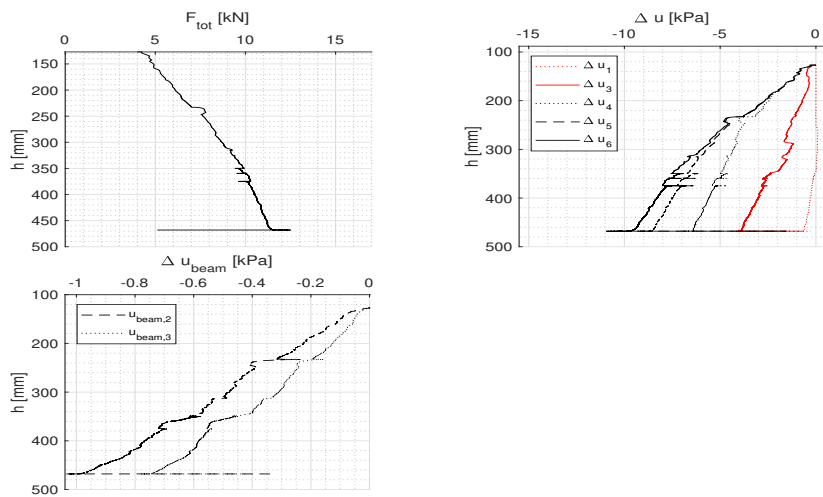 F_tot [kN]
0 5 10 15
150
200
250
300
350
400
450
500
h [mm]
Δ u [kPa]
-15 -10 -5 0
100
200
300
400
500
h [mm]
Δ u_1
Δ u_3
Δ u_4
Δ u_5
Δ u_6
Δ u_beam [kPa]
-1 -0.8 -0.6 -0.4 -0.2 0
100
200
300
400
500
h [mm]
u_beam,2
u_beam,3